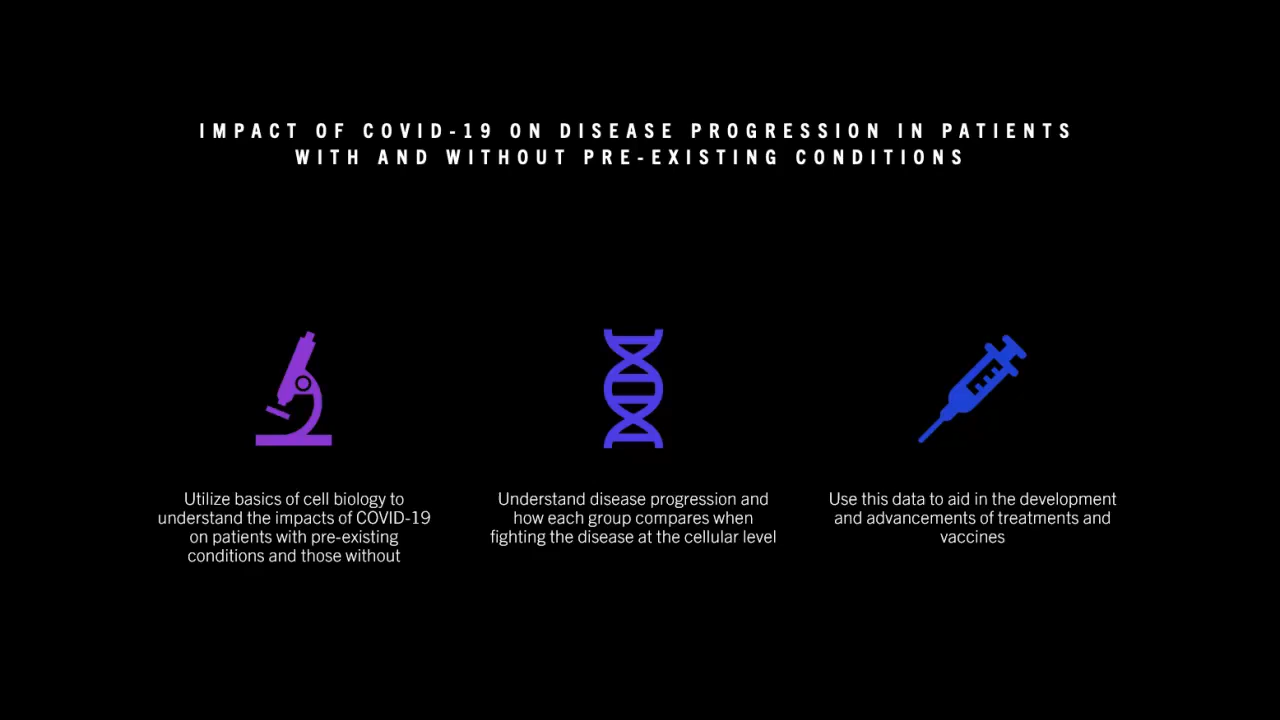 IMPACT OF COVID-19 ON DISEASE PROGRESSION IN PATIENTS
WITH AND WITHOUT PRE-EXISTING CONDITIONS
Utilize basics of cell biology to
understand the impacts of COVID-19
on patients with pre-existing
conditions and those without
Understand disease progression and
how each group compares when
fighting the disease at the cellular level
Use this data to aid in the development
and advancements of treatments and
vaccines